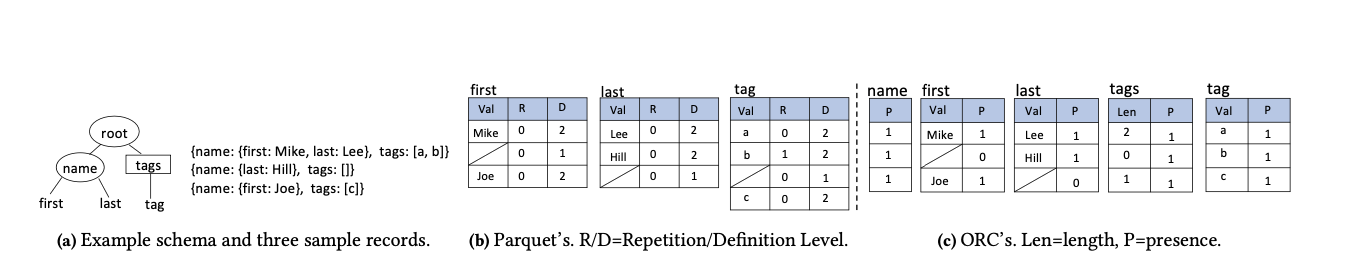 root
name
tags
first
last
tag
{name: {first: Mike, last: Lee}, tags: [a, b]}
{name: {last: Hill}, tags: []}
{name: {first: Joe}, tags: [c]}
(a) Example schema and three sample records.
first
Val R D
Mike 0 2
0 1
Joe 0 2
last
Val R D
Lee 0 2
Hill 0 2
0 1
tag
Val R D
a 0 2
b 1 2
0 1
c 0 2
(b) Parquet’s. R/D=Repetition/Definition Level.
name
P
1
1
1
first
Val P
Mike 1
0
Joe 1
last
Val P
Lee 1
Hill 1
0
tags
Len P
2 1
0 1
1 1
tag
Val P
a 1
b 1
c 1
(c) ORC’s. Len=length, P=presence.